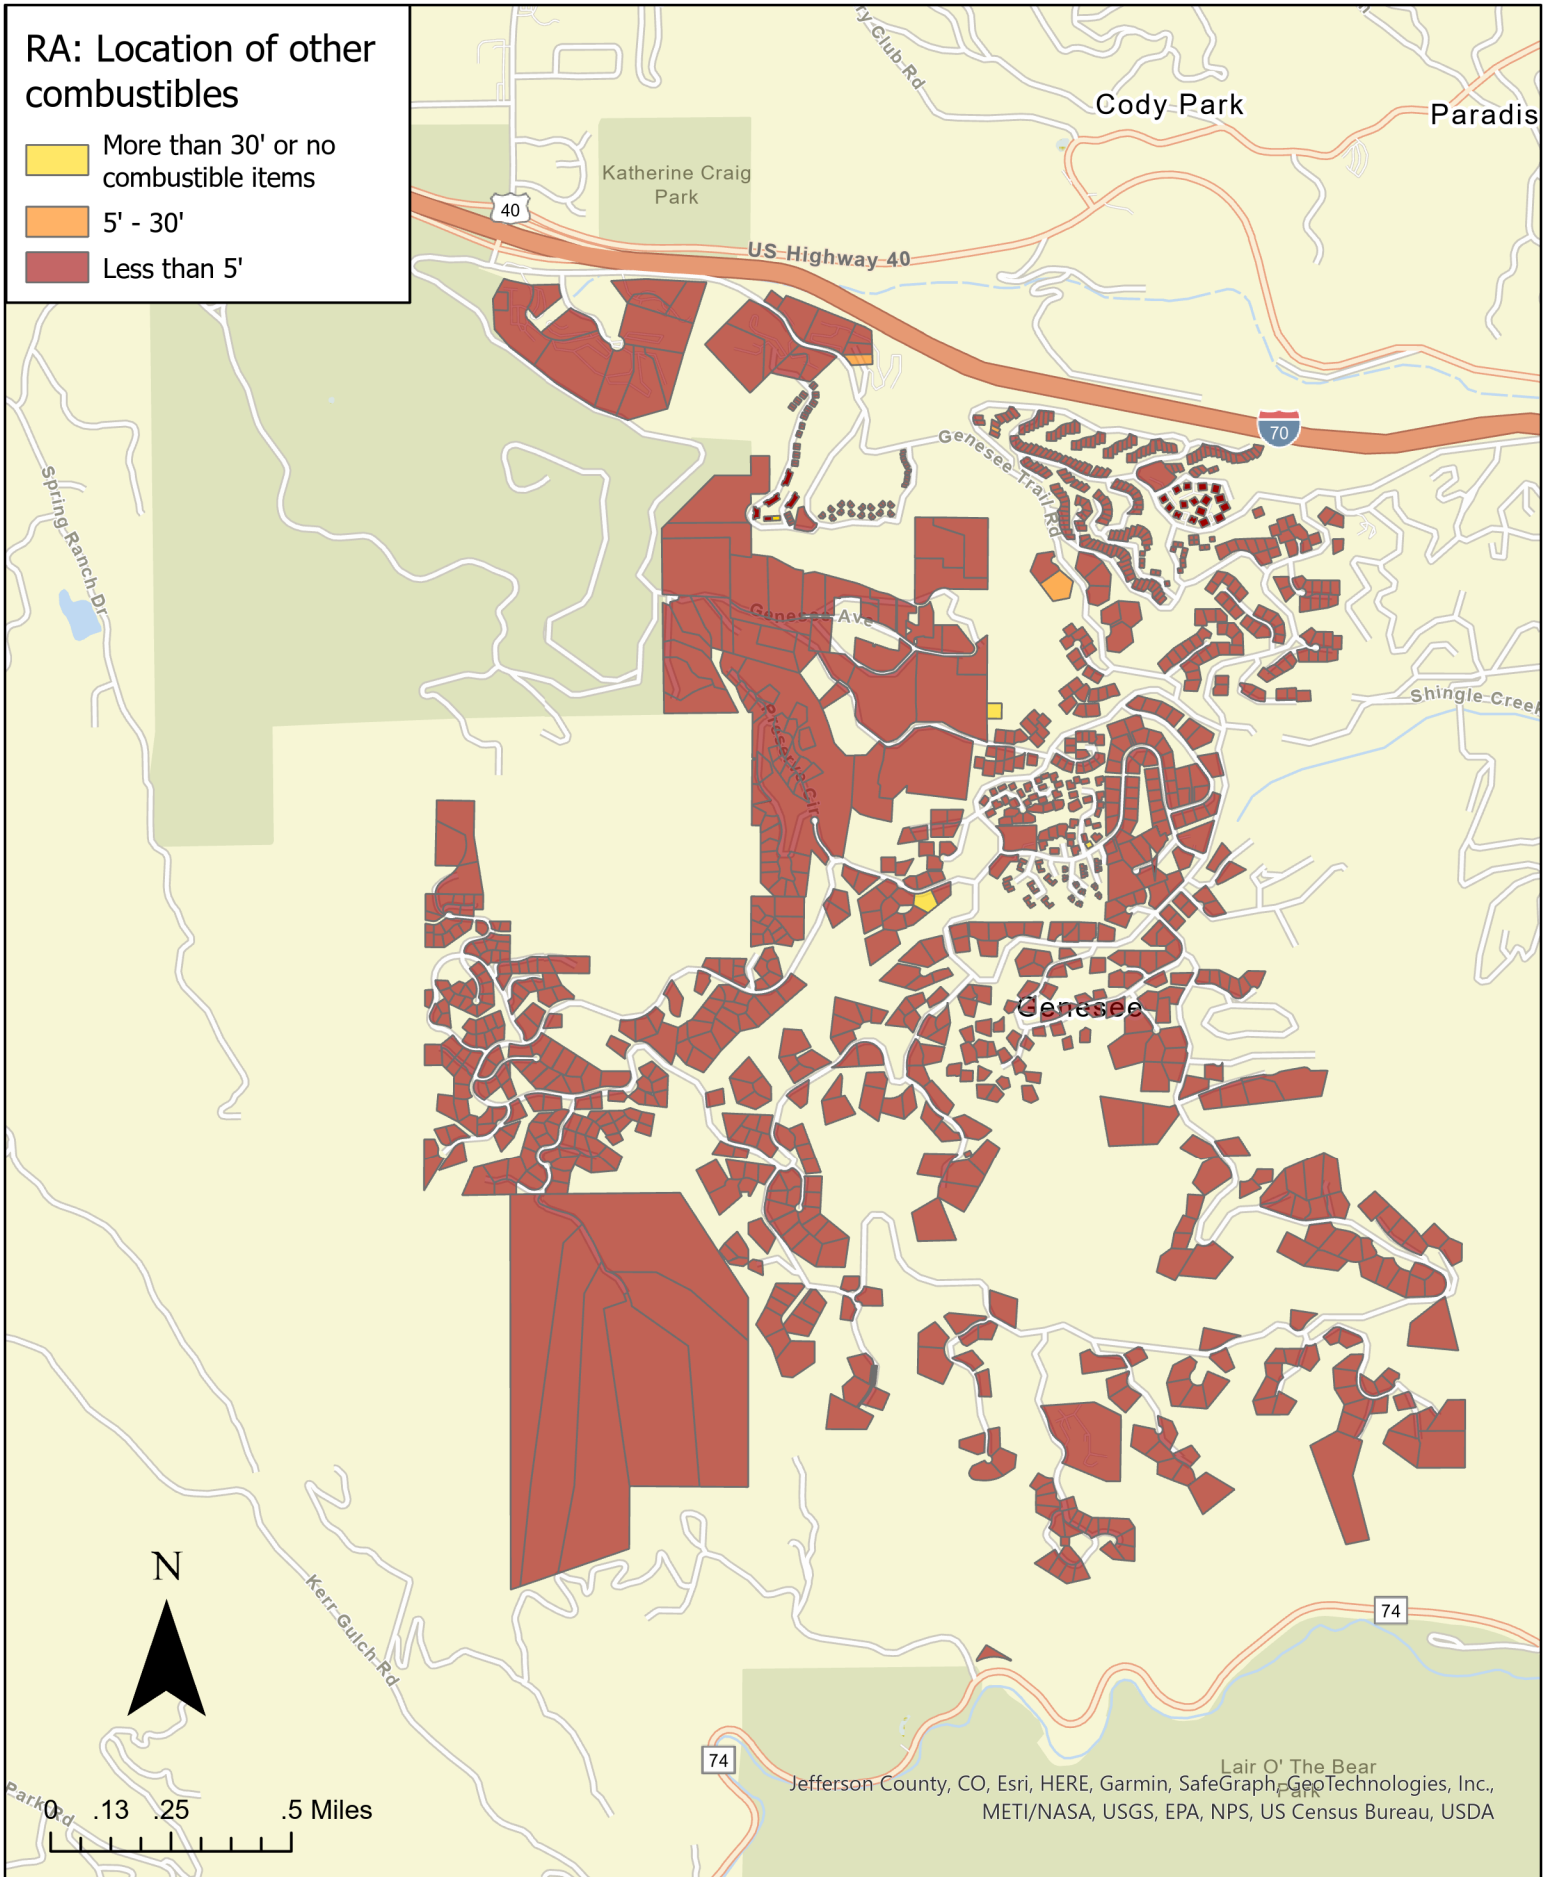 RA: Location of other
combustibles
More than 30' or no
combustible items
5' - 30'
Less than 5'
ry Club Rd
Cody Park
Paradis
Katherine Craig
Park
40
US Highway 40
70
Genesee Trail Rd
Spring Ranch Dr
Genesee Ave
Shingle Creek
Preserve Cir
Genesee
Kerr Gulch Rd
N
74
74
Lair O' The Bear
Park
Jefferson County, CO, Esri, HERE, Garmin, SafeGraph, GeoTechnologies, Inc.,
METI/NASA, USGS, EPA, NPS, US Census Bureau, USDA
Park Rd
0 .13 .25 .5 Miles